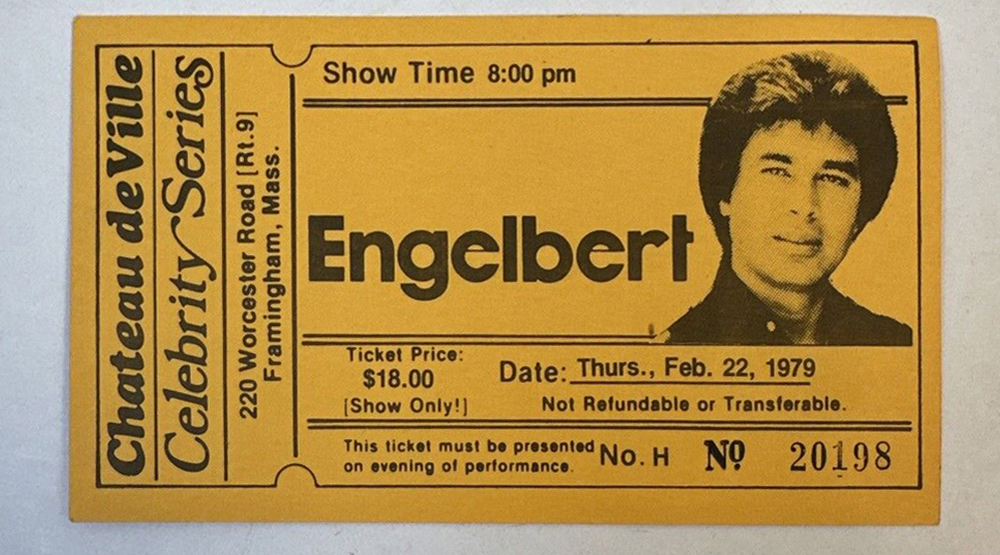 Chateau de Ville
Celebrity Series
220 Worcester Road [Rt.9]
Framingham, Mass.
Show Time 8:00 pm
Engelbert
Ticket Price:
$18.00
[Show Only!]
Date: Thurs., Feb. 22, 1979
Not Refundable or Transferable.
This ticket must be presented
on evening of performance.
No. H Nº 20198